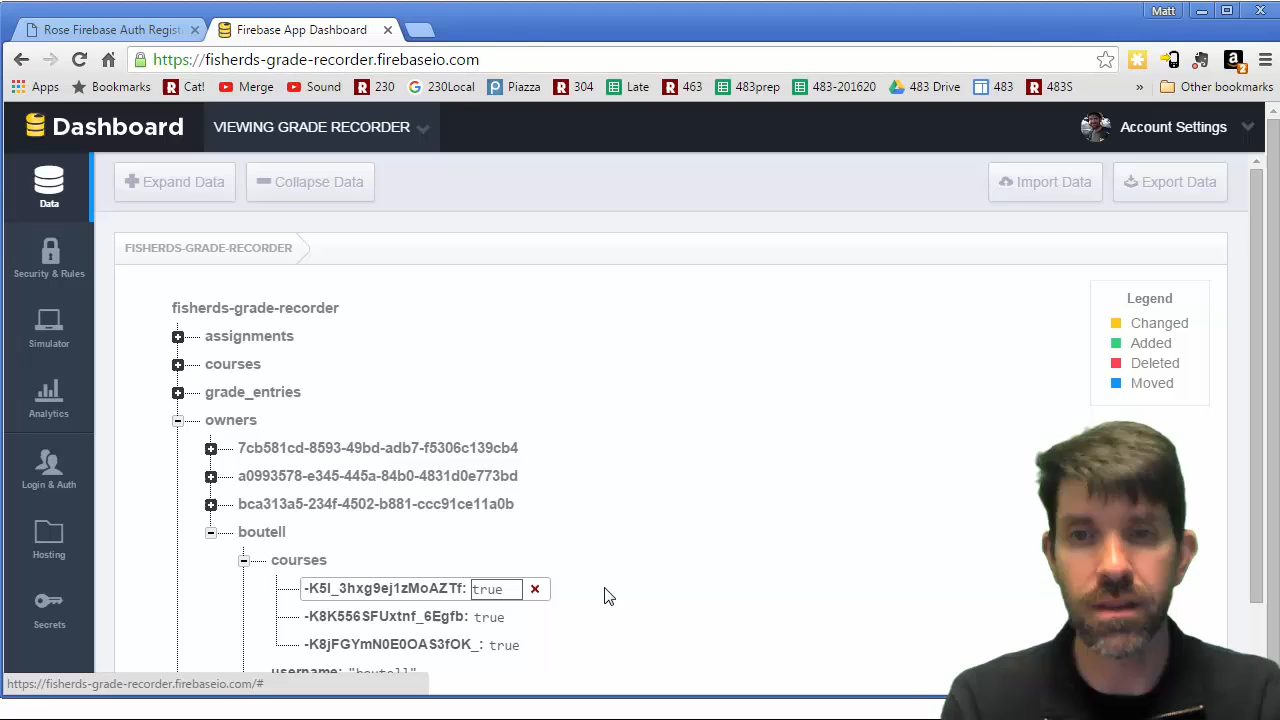 Matt
Rose Firebase Auth Regist
Firebase App Dashboard
https://fisherds-grade-recorder.firebaseio.com
Apps Bookmarks Catl Merge Sound 230 230Local Piazza 304 Late 463 483prep 483-201620 483 Drive 483 483S » Other bookmarks
Dashboard VIEWING GRADE RECORDER Account Settings
Expand Data Collapse Data Import Data Export Data
Data
Security & Rules
Simulator
Analytics
Login & Auth
Hosting
Secrets
FISHERDS-GRADE-RECORDER
Legend
Changed
Added
Deleted
Moved
fisherds-grade-recorder
assignments
courses
grade_entries
owners
7cb581cd-8593-49bd-adb7-f5306c139cb4
a0993578-e345-445a-84b0-4831d0e773bd
bca313a5-234f-4502-b881-ccc91ce11a0b
boutell
courses
-K5l_3hxg9ej1zMoAZTf: true
-K8K556SFUxtnf_6Egfb: true
-K8jFGYmN0E0OAS3fOK_: true
username: "boutell"
https://fisherds-grade-recorder.firebaseio.com/#